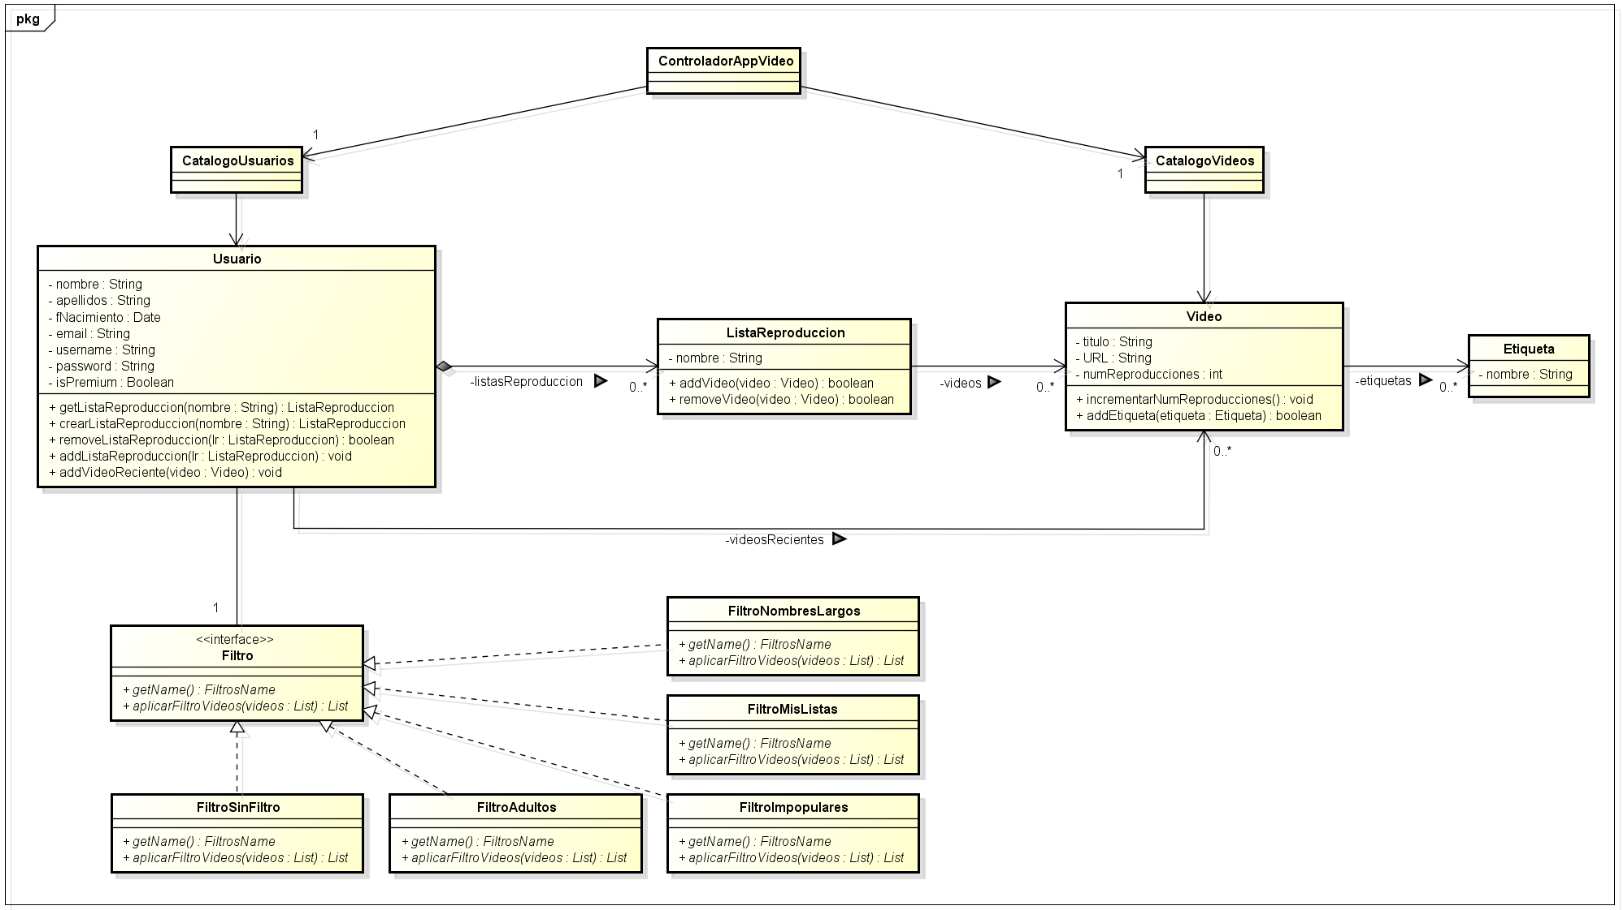 pkg
ControladorAppVideo
1
CatalogoUsuarios
CatalogoVideos
1
Usuario
- nombre : String
- apellidos : String
- fNacimiento : Date
- email : String
- username : String
- password : String
- isPremium : Boolean
+ getListaReproduccion(nombre : String) : ListaReproduccion
+ crearListaReproduccion(nombre : String) : ListaReproduccion
+ removeListaReproduccion(lr : ListaReproduccion) : boolean
+ addListaReproduccion(lr : ListaReproduccion) : void
+ addVideoReciente(video : Video) : void
-listasReproduccion
0..*
ListaReproduccion
- nombre : String
+ addVideo(video : Video) : boolean
+ removeVideo(video : Video) : boolean
-videos
0..*
Video
- titulo : String
- URL : String
- numReproducciones : int
+ incrementarNumReproducciones() : void
+ addEtiqueta(etiqueta : Etiqueta) : boolean
-etiquetas
0..*
Etiqueta
- nombre : String
0..*
-videosRecientes
1
<<interface>>
Filtro
+ getName() : FiltrosName
+ aplicarFiltroVideos(videos : List) : List
FiltroNombresLargos
+ getName() : FiltrosName
+ aplicarFiltroVideos(videos : List) : List
FiltroMisListas
+ getName() : FiltrosName
+ aplicarFiltroVideos(videos : List) : List
FiltroSinFiltro
+ getName() : FiltrosName
+ aplicarFiltroVideos(videos : List) : List
FiltroAdultos
+ getName() : FiltrosName
+ aplicarFiltroVideos(videos : List) : List
FiltroImpopulares
+ getName() : FiltrosName
+ aplicarFiltroVideos(videos : List) : List